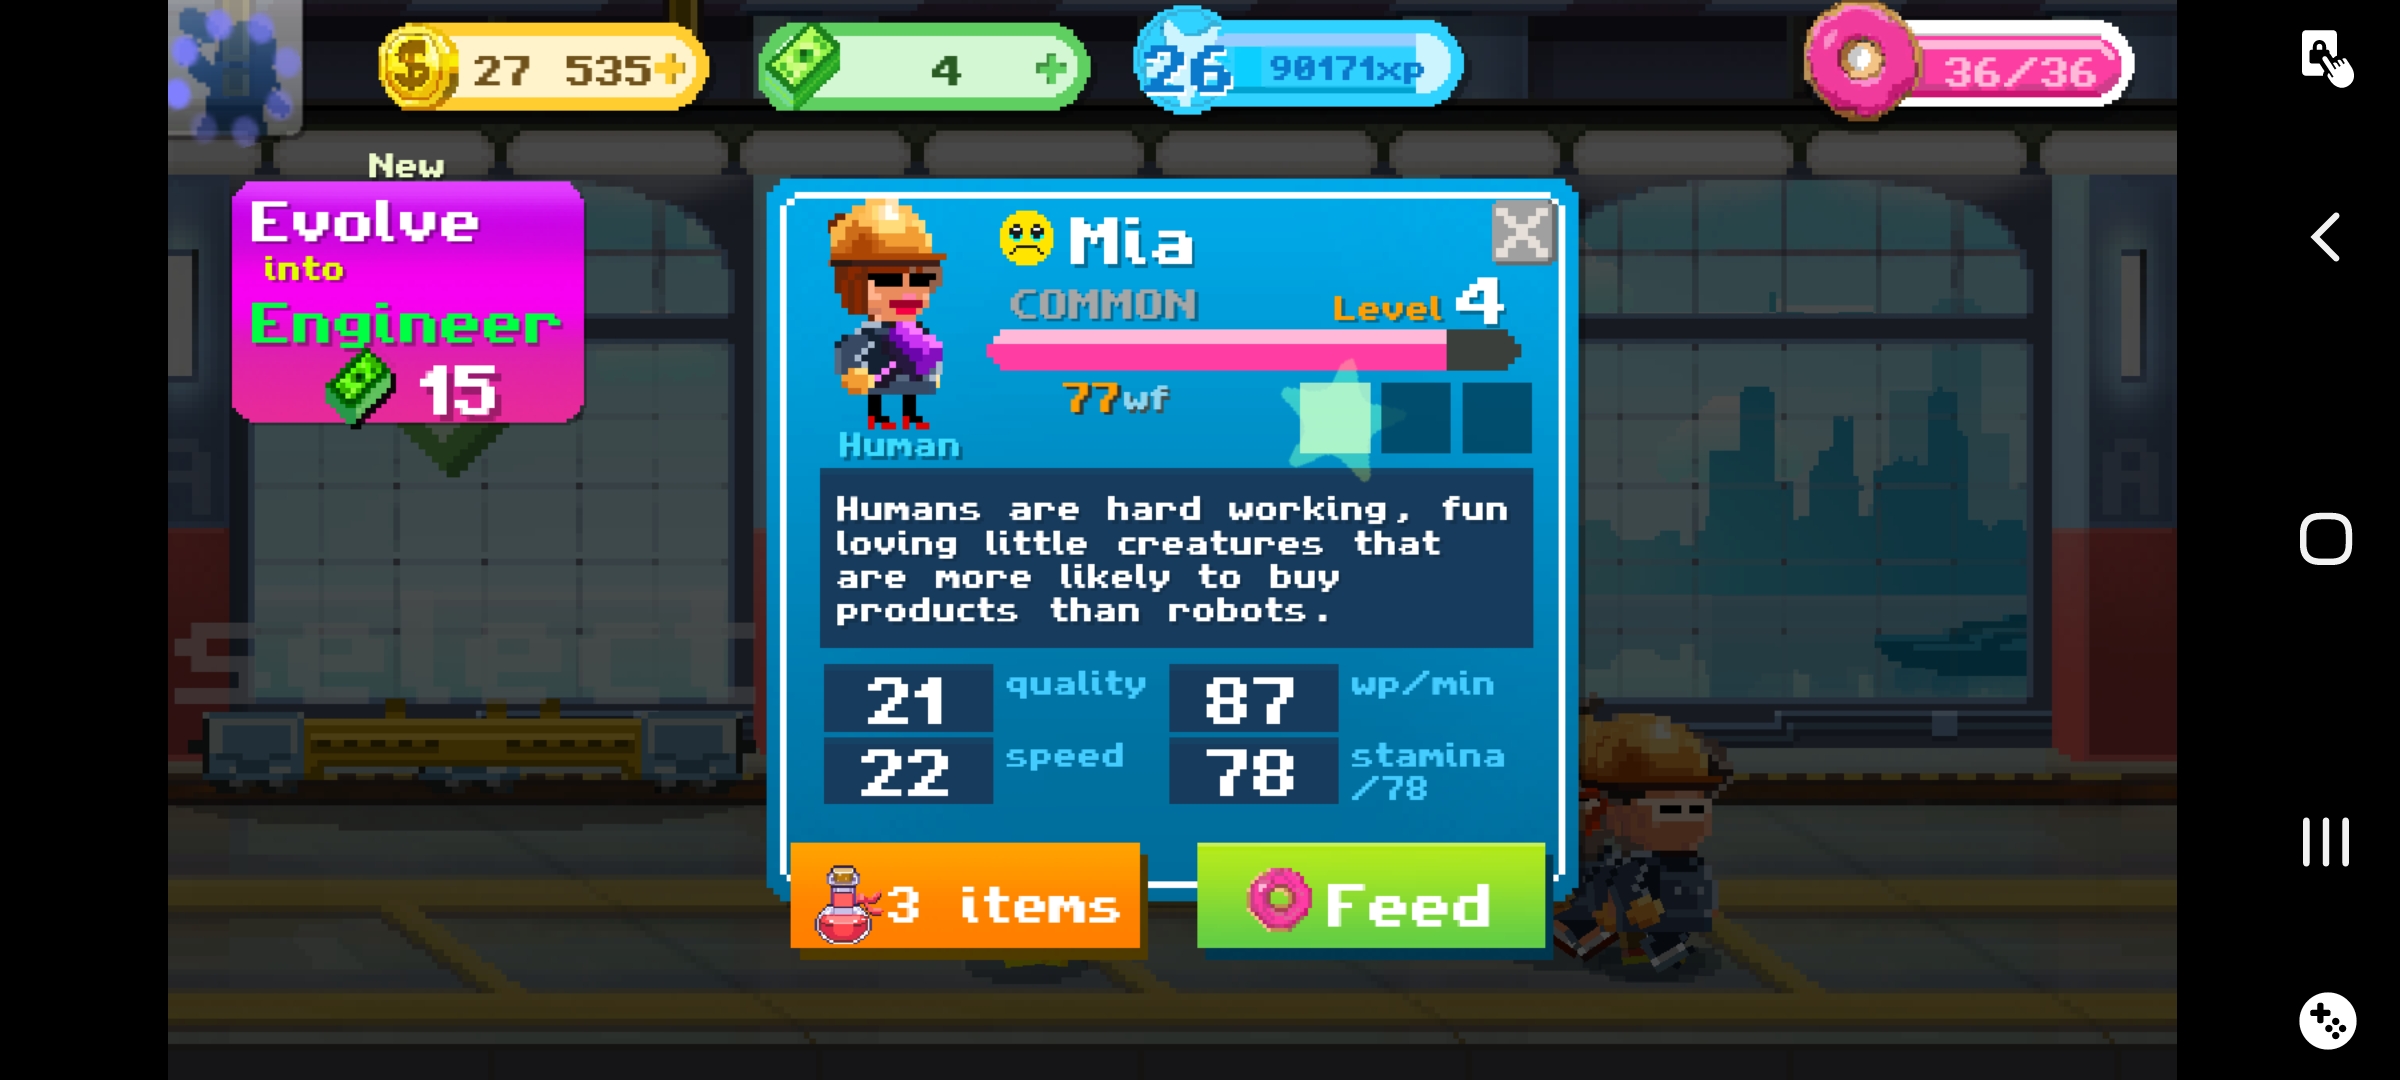 27 535
4
26
90171xp
36/36
New
Evolve
into
Engineer
15
Mia
COMMON
Level 4
77wf
Human
Humans are hard working, fun
loving little creatures that
are more likely to buy
products than robots.
21 quality
87 wp/min
22 speed
78 stamina
/78
select
3 items
Feed